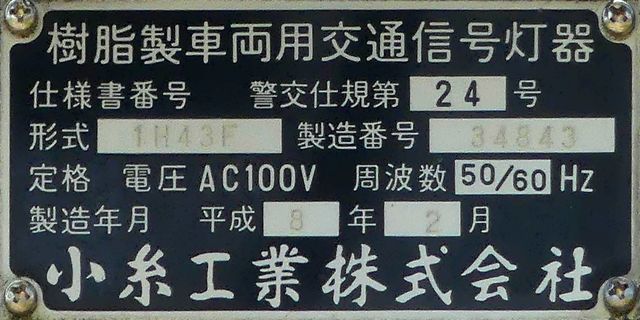 樹脂製車両用交通信号灯器
仕様書番号 警交仕規第 24 号
形式 1H43F 製造番号 34843
定格 電圧 AC100V 周波数 50/60 Hz
製造年月 平成 8 年 2 月
小糸工業株式会社